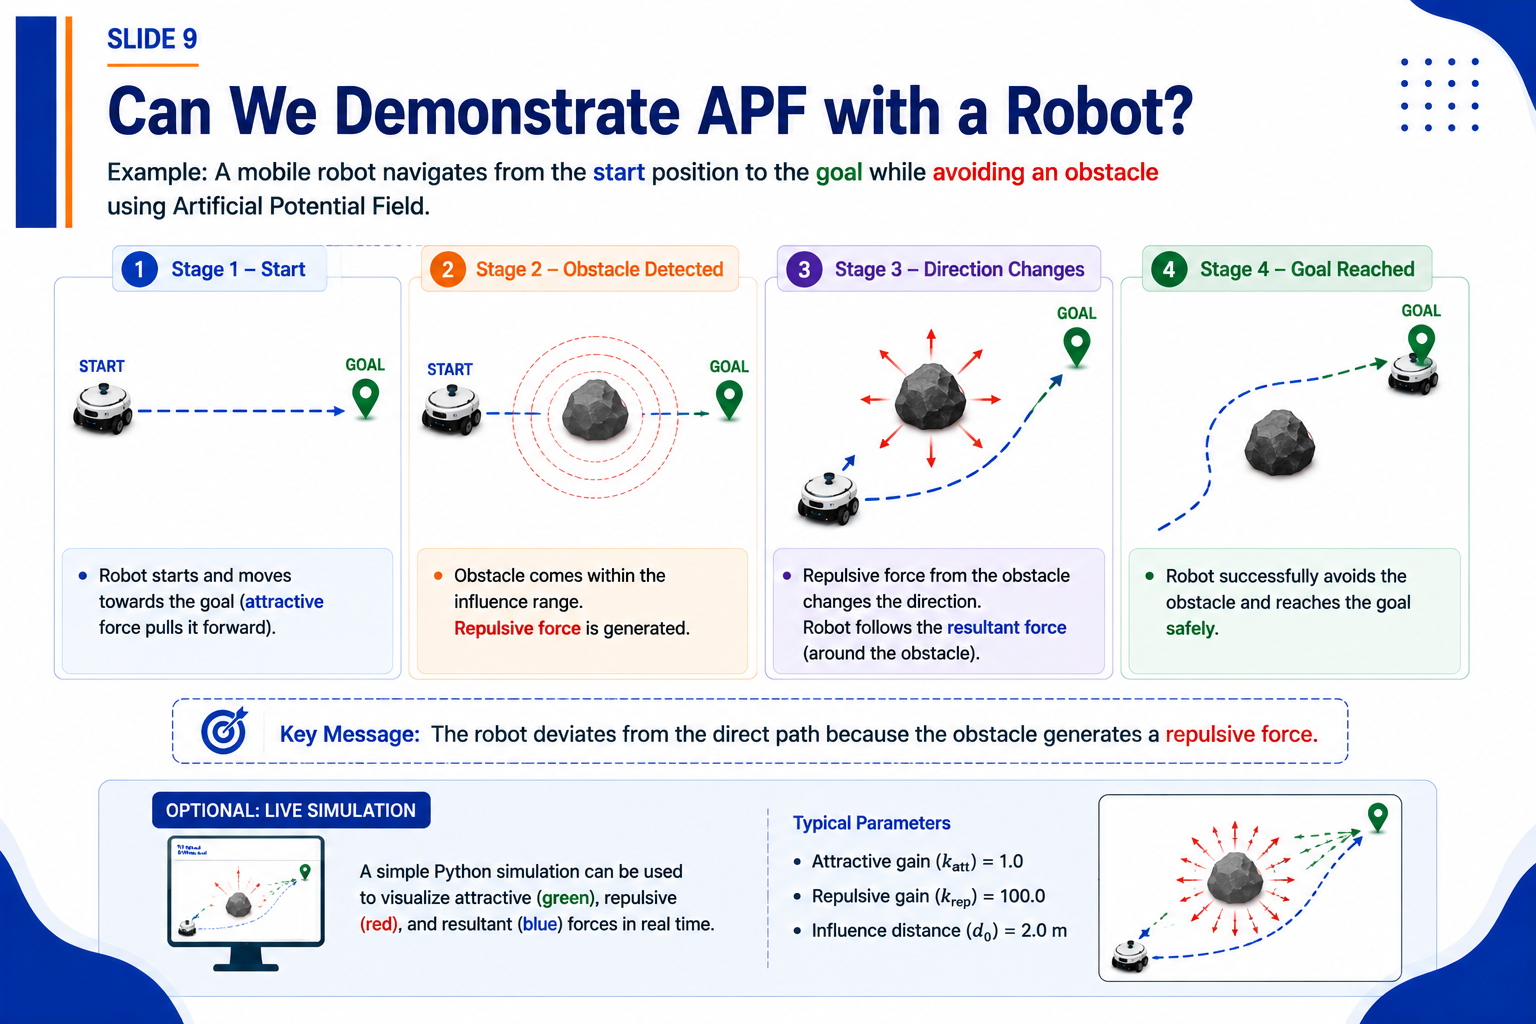 SLIDE 9
Can We Demonstrate APF with a Robot?
Example: A mobile robot navigates from the start position to the goal while avoiding an obstacle
using Artificial Potential Field.
1 Stage 1 – Start
START
GOAL
Robot starts and moves
towards the goal (attractive
force pulls it forward).
2 Stage 2 – Obstacle Detected
START
GOAL
Obstacle comes within the
influence range.
Repulsive force is generated.
3 Stage 3 – Direction Changes
GOAL
Repulsive force from the obstacle
changes the direction.
Robot follows the resultant force
(around the obstacle).
4 Stage 4 – Goal Reached
GOAL
Robot successfully avoids the
obstacle and reaches the goal
safely.
Key Message: The robot deviates from the direct path because the obstacle generates a repulsive force.
OPTIONAL: LIVE SIMULATION
A simple Python simulation can be used
to visualize attractive (green), repulsive
(red), and resultant (blue) forces in real time.
Typical Parameters
• Attractive gain (k_att) = 1.0
• Repulsive gain (k_rep) = 100.0
• Influence distance (d_0) = 2.0 m